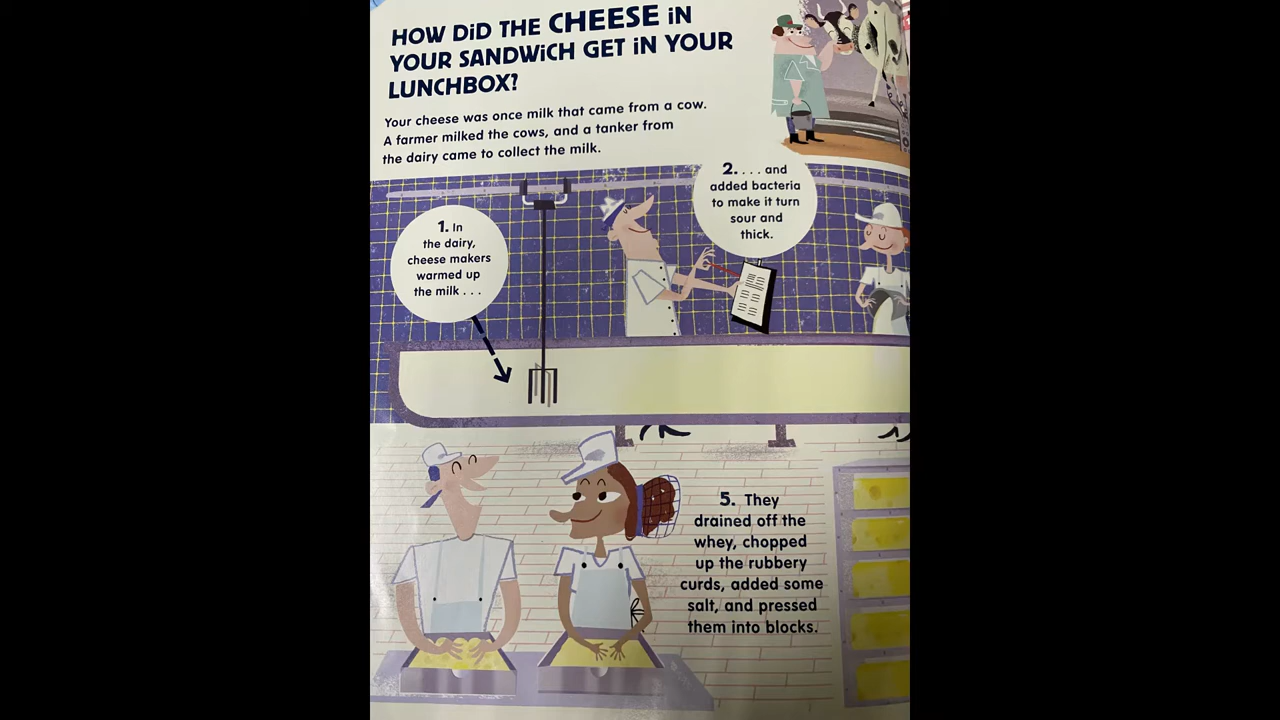 HOW DiD THE CHEESE iN
YOUR SANDWiCH GET iN YOUR
LUNCHBOX?
Your cheese was once milk that came from a cow.
A farmer milked the cows, and a tanker from
the dairy came to collect the milk.
1. In
the dairy,
cheese makers
warmed up
the milk . . .
2. . . . and
added bacteria
to make it turn
sour and
thick.
5. They
drained off the
whey, chopped
up the rubbery
curds, added some
salt, and pressed
them into blocks.